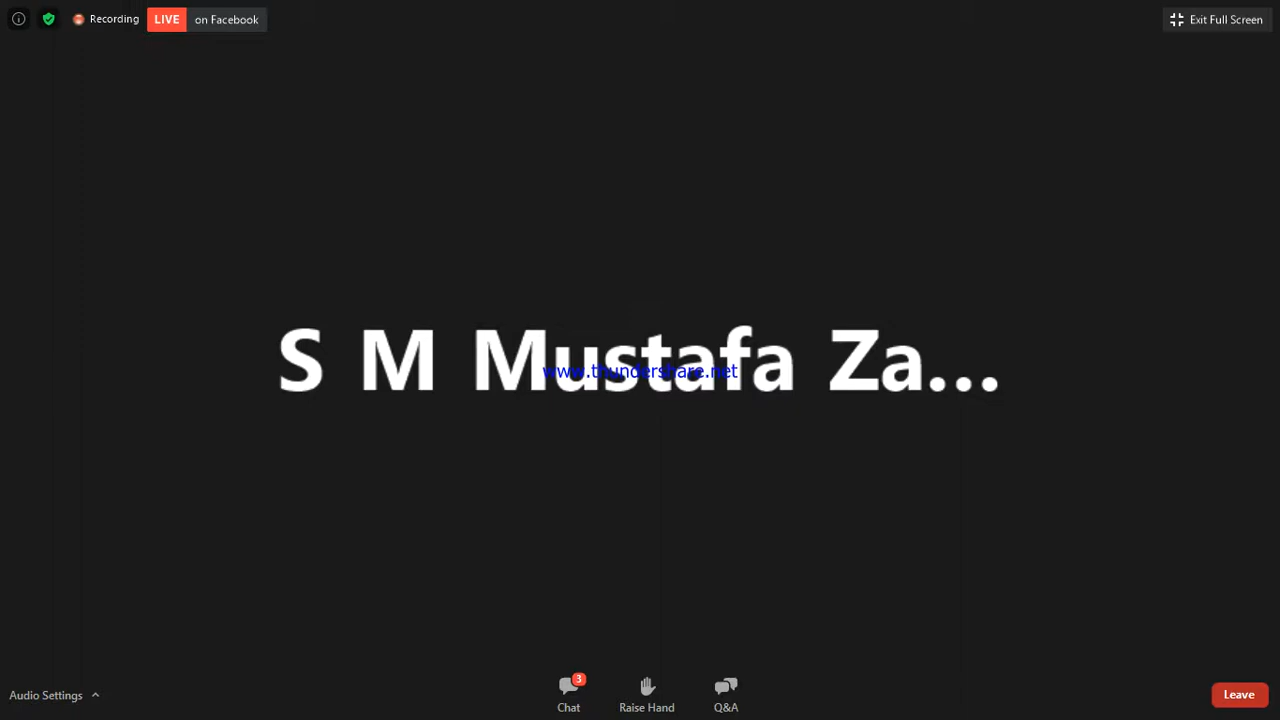 Recording LIVE on Facebook Exit Full Screen
S M Mustafa Za...
www.thundershare.net
3
Audio Settings Chat Raise Hand Q&A Leave